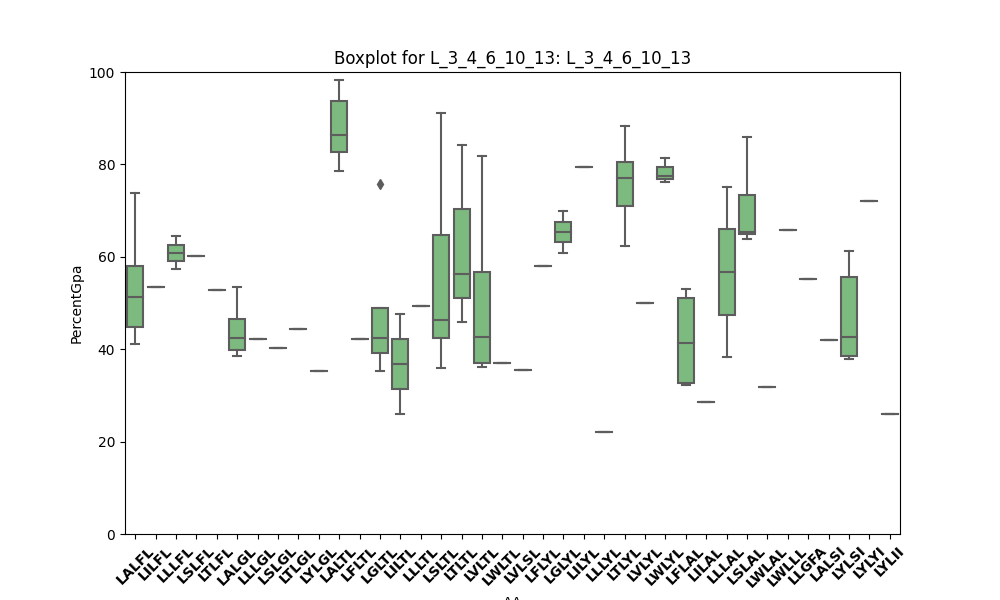 Boxplot for L_3_4_6_10_13: L_3_4_6_10_13
100
80
60
40
20
0
PercentGpa
LALFL
LILFL
LLLFL
LSLFL
LTLFL
LALGL
LLLGL
LSLGL
LTLGL
LYLGL
LALTL
LFLTL
LGLTL
LILTL
LLLTL
LSLTL
LTLTL
LVLTL
LWLTL
LVLSL
LFLYL
LGLYL
LILYL
LLLYL
LTLYL
LVLYL
LWLYL
LFLAL
LILAL
LLLAL
LSLAL
LWLAL
LWLLL
LLGFA
LALSI
LYLSI
LYLYI
LYLII